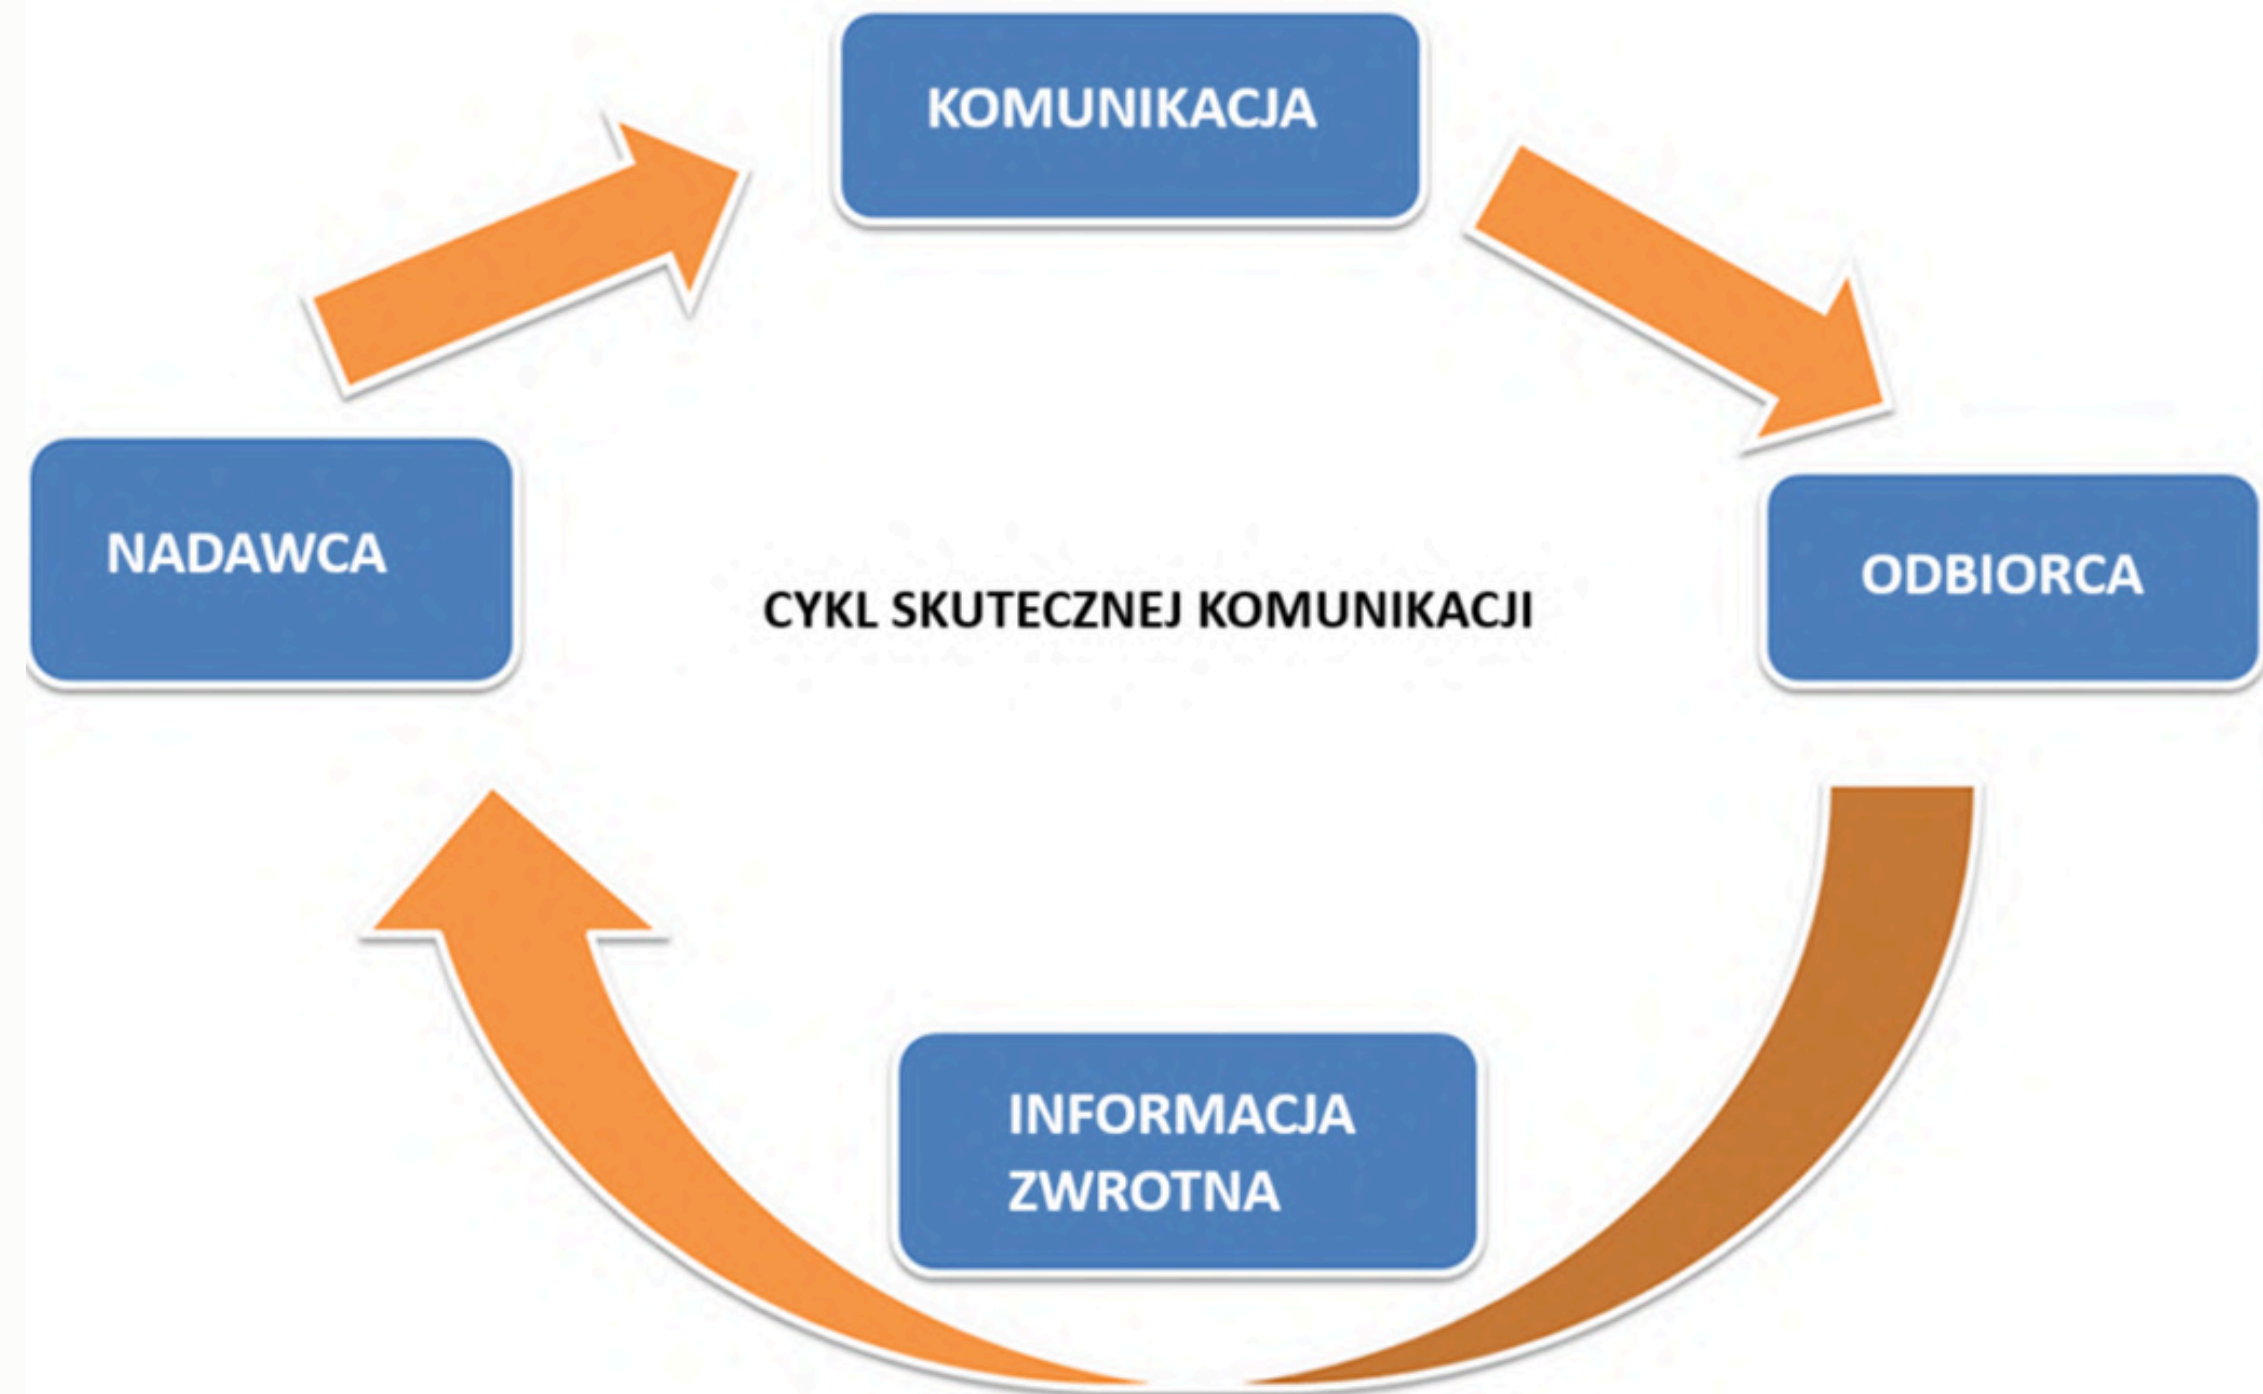 KOMUNIKACJA
NADAWCA
ODBIORCA
CYKL SKUTECZNEJ KOMUNIKACJI
INFORMACJA
ZWROTNA